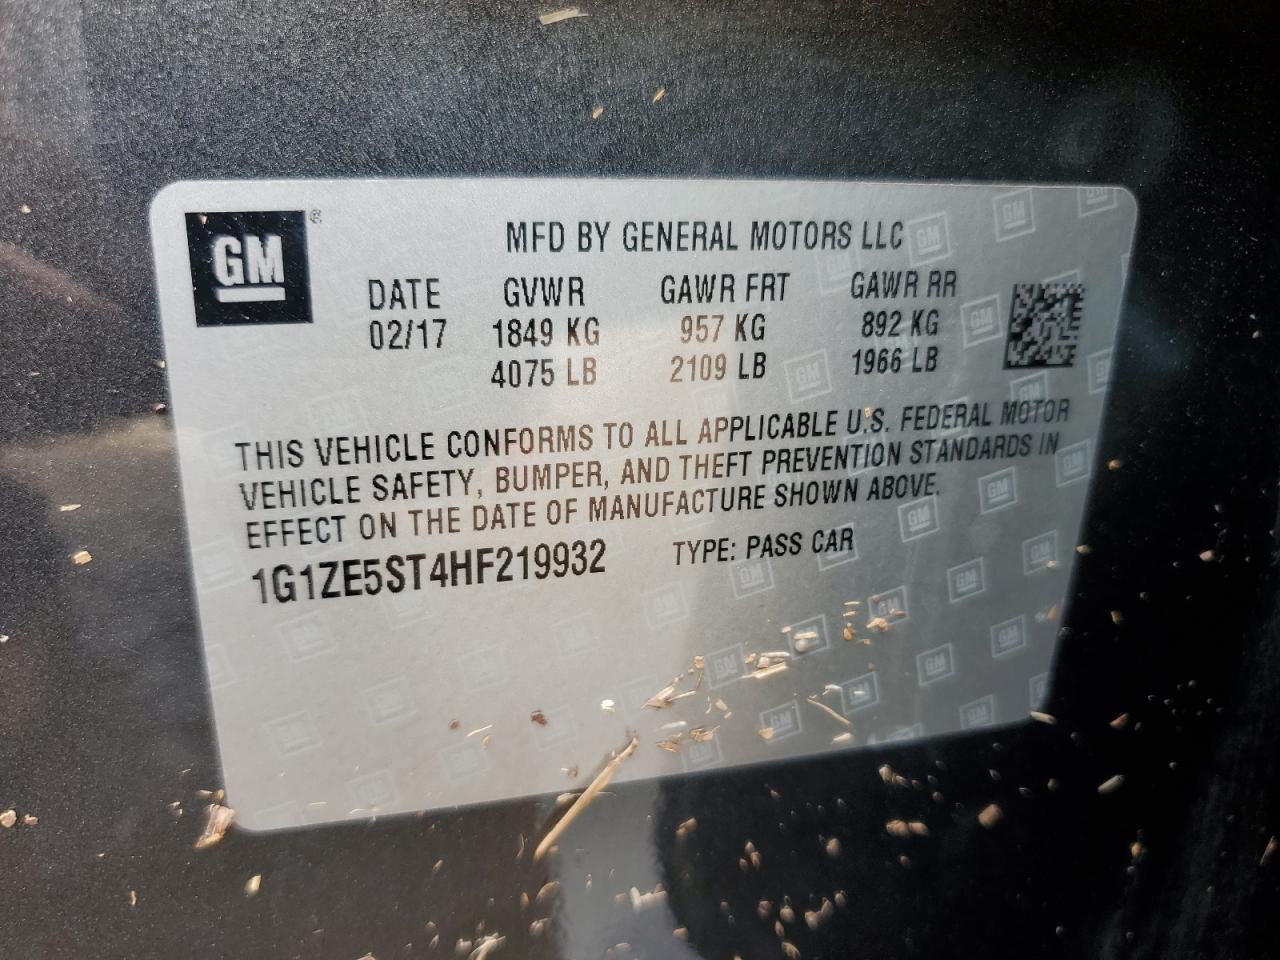 GM ®
MFD BY GENERAL MOTORS LLC
DATE GVWR GAWR FRT GAWR RR
02/17 1849 KG 957 KG 892 KG
4075 LB 2109 LB 1966 LB
THIS VEHICLE CONFORMS TO ALL APPLICABLE U.S. FEDERAL MOTOR
VEHICLE SAFETY, BUMPER, AND THEFT PREVENTION STANDARDS IN
EFFECT ON THE DATE OF MANUFACTURE SHOWN ABOVE.
1G1ZE5ST4HF219932 TYPE: PASS CAR